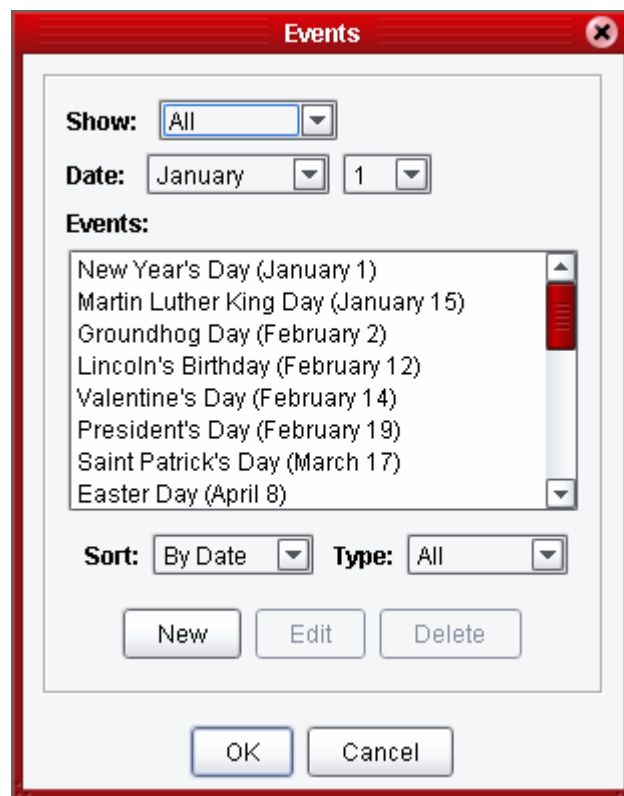 Events
Show: All
Date: January 1
Events:
New Year's Day (January 1)
Martin Luther King Day (January 15)
Groundhog Day (February 2)
Lincoln's Birthday (February 12)
Valentine's Day (February 14)
President's Day (February 19)
Saint Patrick's Day (March 17)
Easter Day (April 8)
Sort: By Date Type: All
New Edit Delete
OK Cancel